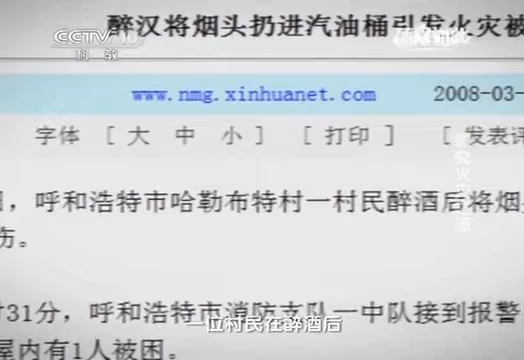 CCTV 10
科教
醉汉将烟头扔进汽油桶引发火灾被
www.nmg.xinhuanet.com 2008-03-
字体 [ 大 中 小 ] [ 打印 ] [ 发表评
,呼和浩特市哈勒布特村一村民醉酒后将烟
伤。
31分,呼和浩特市消防支队一中队接到报警
屋内有1人被困。
一位村民在醉酒后